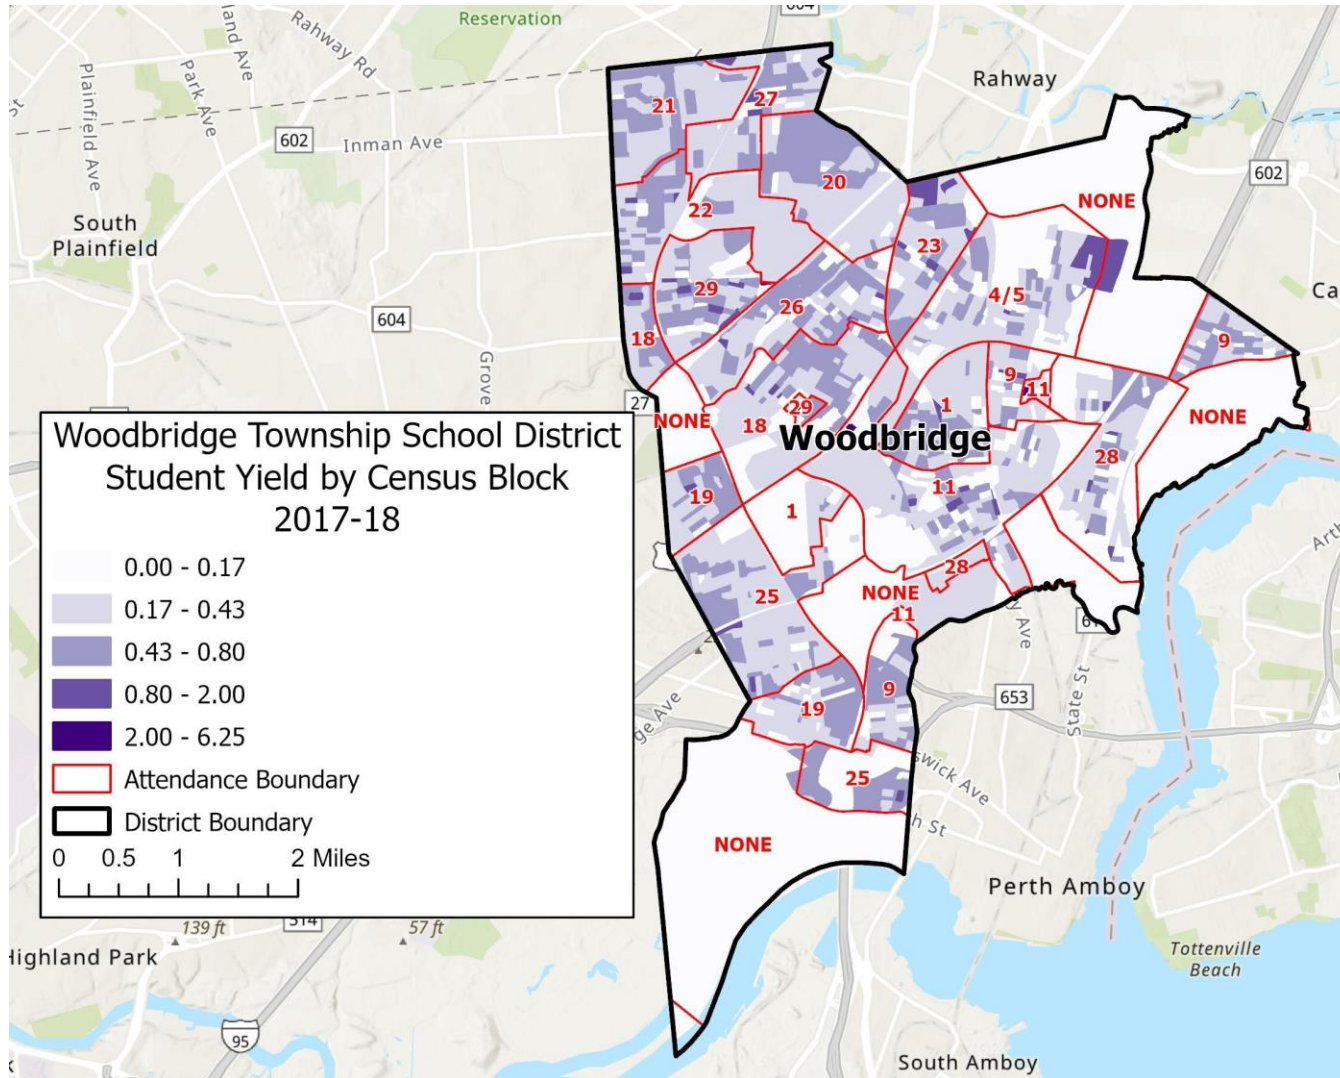 Reservation
604
Rahway Rd
Park Ave
Plainfield Ave
Rahway
602
Inman Ave
602
South
Plainfield
604
Grove
27
21
27
20
22
23
NONE
29
26
4/5
18
9
9
11
1
NONE
29
NONE
18
Woodbridge
28
11
19
1
28
25
NONE
11
9
19
25
NONE
Woodbridge Township School District
Student Yield by Census Block
2017-18
0.00 - 0.17
0.17 - 0.43
0.43 - 0.80
0.80 - 2.00
2.00 - 6.25
Attendance Boundary
District Boundary
0 0.5 1 2 Miles
653
State St
Perth Amboy
139 ft
57 ft
514
Highland Park
95
Tottenville
Beach
South Amboy